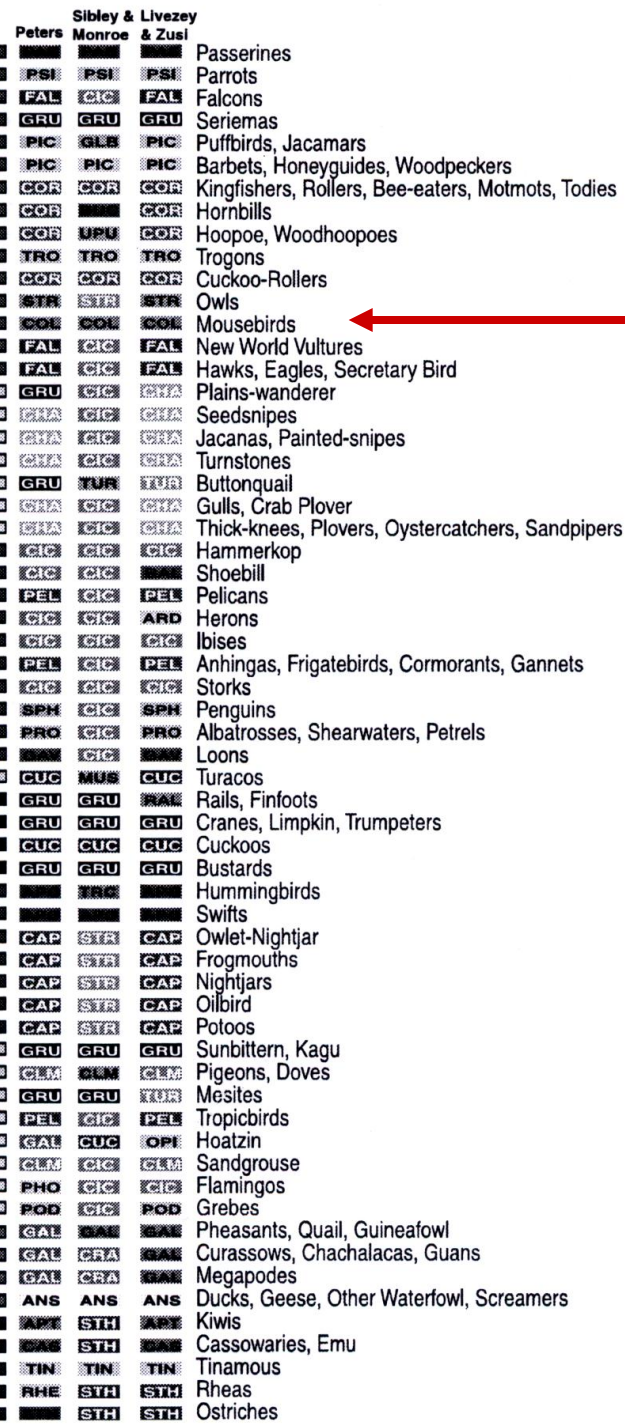 Sibley & Livezey
Peters Monroe & Zusi
Passerines
PSI PSI PSI Parrots
FAL CIC FAL Falcons
GRU GRU GRU Seriemas
PIC GLB PIC Puffbirds, Jacamars
PIC PIC PIC Barbets, Honeyguides, Woodpeckers
COR COR COR Kingfishers, Rollers, Bee-eaters, Motmots, Todies
COR COR Hornbills
COR UPU COR Hoopoe, Woodhoopoes
TRO TRO TRO Trogons
COR COR COR Cuckoo-Rollers
STR STR STR Owls
COL COL COL Mousebirds
FAL CIC FAL New World Vultures
FAL CIC FAL Hawks, Eagles, Secretary Bird
GRU CIC CHA Plains-wanderer
CHA CIC CHA Seedsnipes
CHA CIC CHA Jacanas, Painted-snipes
CHA CIC CHA Turnstones
GRU TUR TUR Buttonquail
CHA CIC CHA Gulls, Crab Plover
CHA CIC CHA Thick-knees, Plovers, Oystercatchers, Sandpipers
CIC CIC CIC Hammerkop
CIC CIC Shoebill
PEL CIC PEL Pelicans
CIC CIC ARD Herons
CIC CIC CIC Ibises
PEL CIC PEL Anhingas, Frigatebirds, Cormorants, Gannets
CIC CIC CIC Storks
SPH CIC SPH Penguins
PRO CIC PRO Albatrosses, Shearwaters, Petrels
GAV CIC GAV Loons
CUC MUS CUC Turacos
GRU GRU RAL Rails, Finfoots
GRU GRU GRU Cranes, Limpkin, Trumpeters
CUC CUC CUC Cuckoos
GRU GRU GRU Bustards
TRC Hummingbirds
Swifts
CAP STR CAP Owlet-Nightjar
CAP STR CAP Frogmouths
CAP STR CAP Nightjars
CAP STR CAP Oilbird
CAP STR CAP Potoos
GRU GRU GRU Sunbittern, Kagu
CLM CLM CLM Pigeons, Doves
GRU GRU TUR Mesites
PEL CIC PEL Tropicbirds
GAL CUC OPI Hoatzin
CLM CIC CLM Sandgrouse
PHO CIC CIC Flamingos
POD CIC POD Grebes
GAL GAL GAL Pheasants, Quail, Guineafowl
GAL CRA GAL Curassows, Chachalacas, Guans
GAL CRA GAL Megapodes
ANS ANS ANS Ducks, Geese, Other Waterfowl, Screamers
APT STH APT Kiwis
CAS STH CAS Cassowaries, Emu
TIN TIN TIN Tinamous
RHE STH STH Rheas
STH STH Ostriches